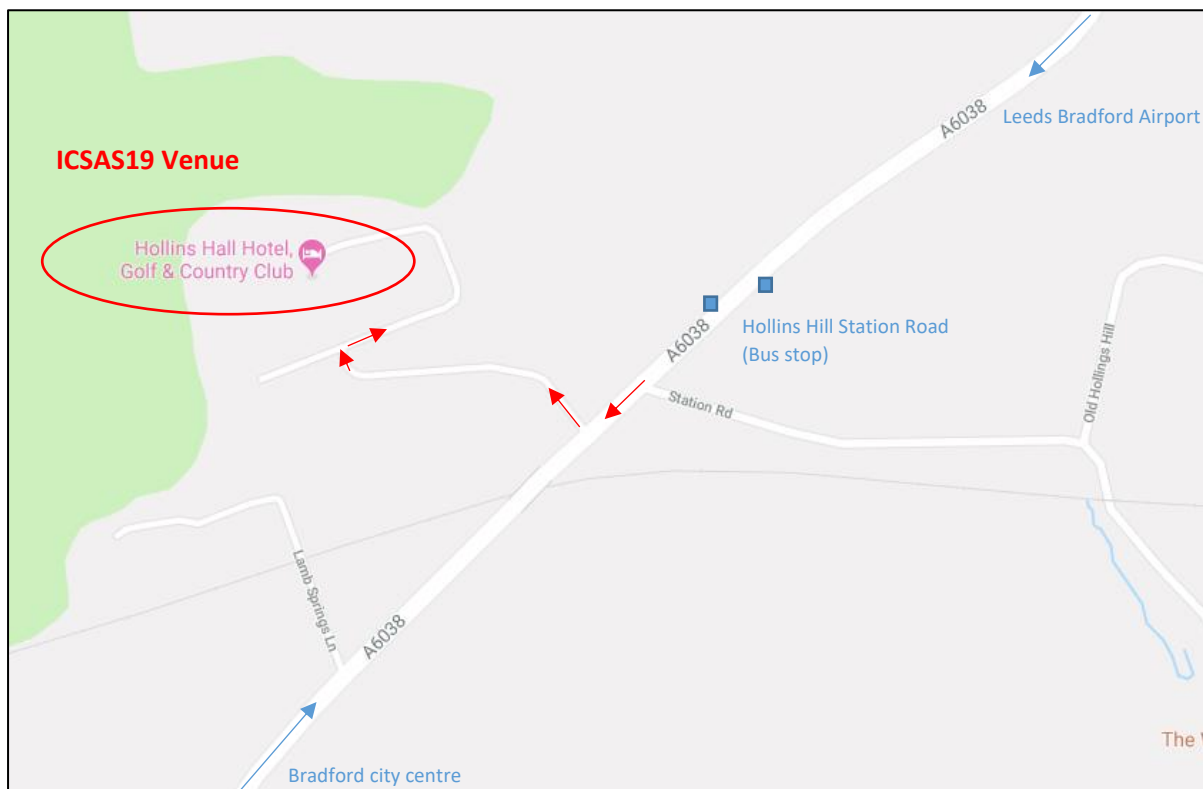 A6038
Leeds Bradford Airport
ICSAS19 Venue
Hollins Hall Hotel,
Golf & Country Club
A6038
Hollins Hill Station Road
(Bus stop)
Old Hollings Hill
Station Rd
Lamb Springs Ln
A6038
The
Bradford city centre